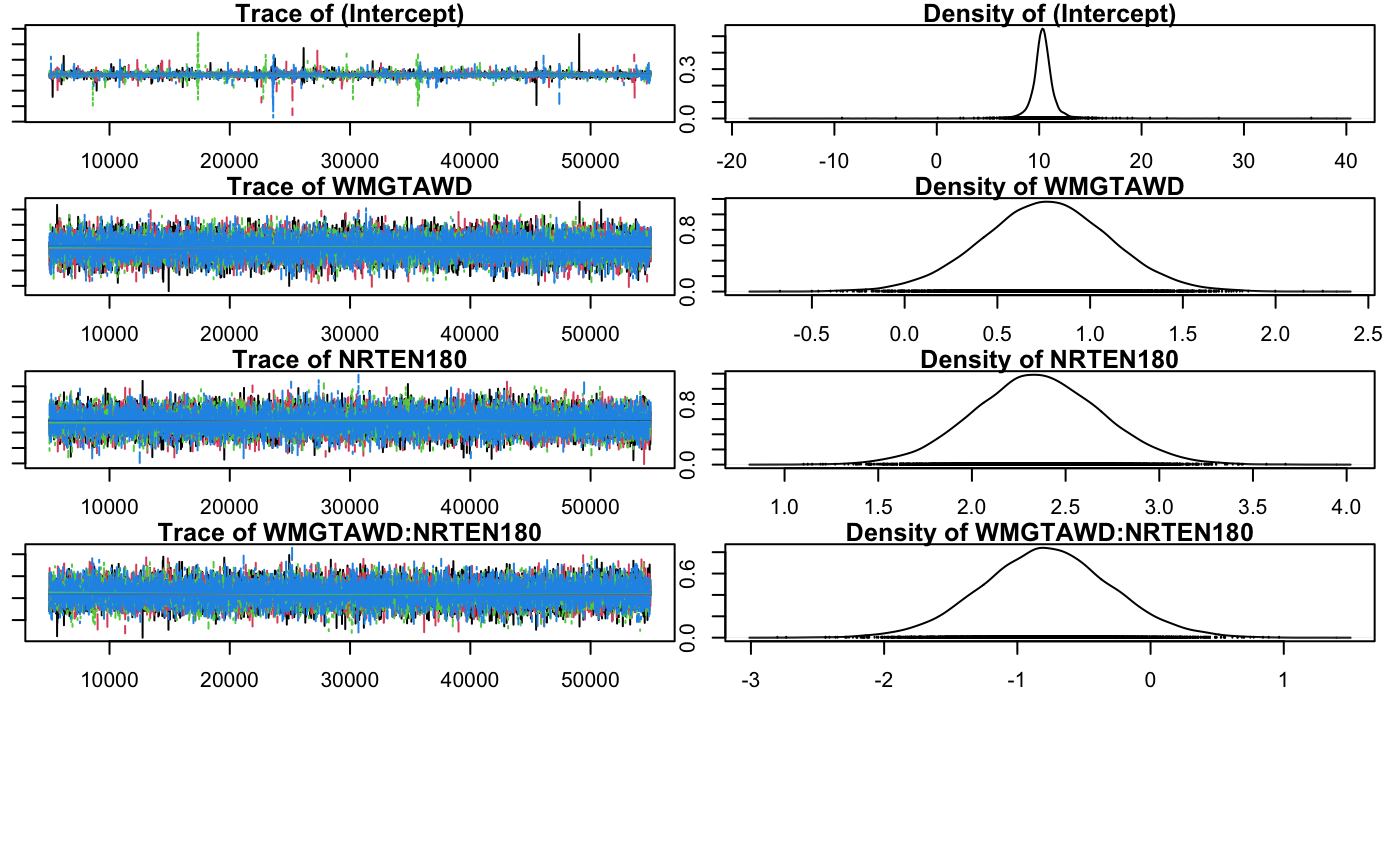 Trace of (Intercept)
Density of (Intercept)
0.0 0.3
10000 20000 30000 40000 50000
-20 -10 0 10 20 30 40
Trace of WMGTAWD
Density of WMGTAWD
0.0 0.8
10000 20000 30000 40000 50000
-0.5 0.0 0.5 1.0 1.5 2.0 2.5
Trace of NRTEN180
Density of NRTEN180
0.0 0.8
10000 20000 30000 40000 50000
1.0 1.5 2.0 2.5 3.0 3.5 4.0
Trace of WMGTAWD:NRTEN180
Density of WMGTAWD:NRTEN180
0.0 0.6
10000 20000 30000 40000 50000
-3 -2 -1 0 1